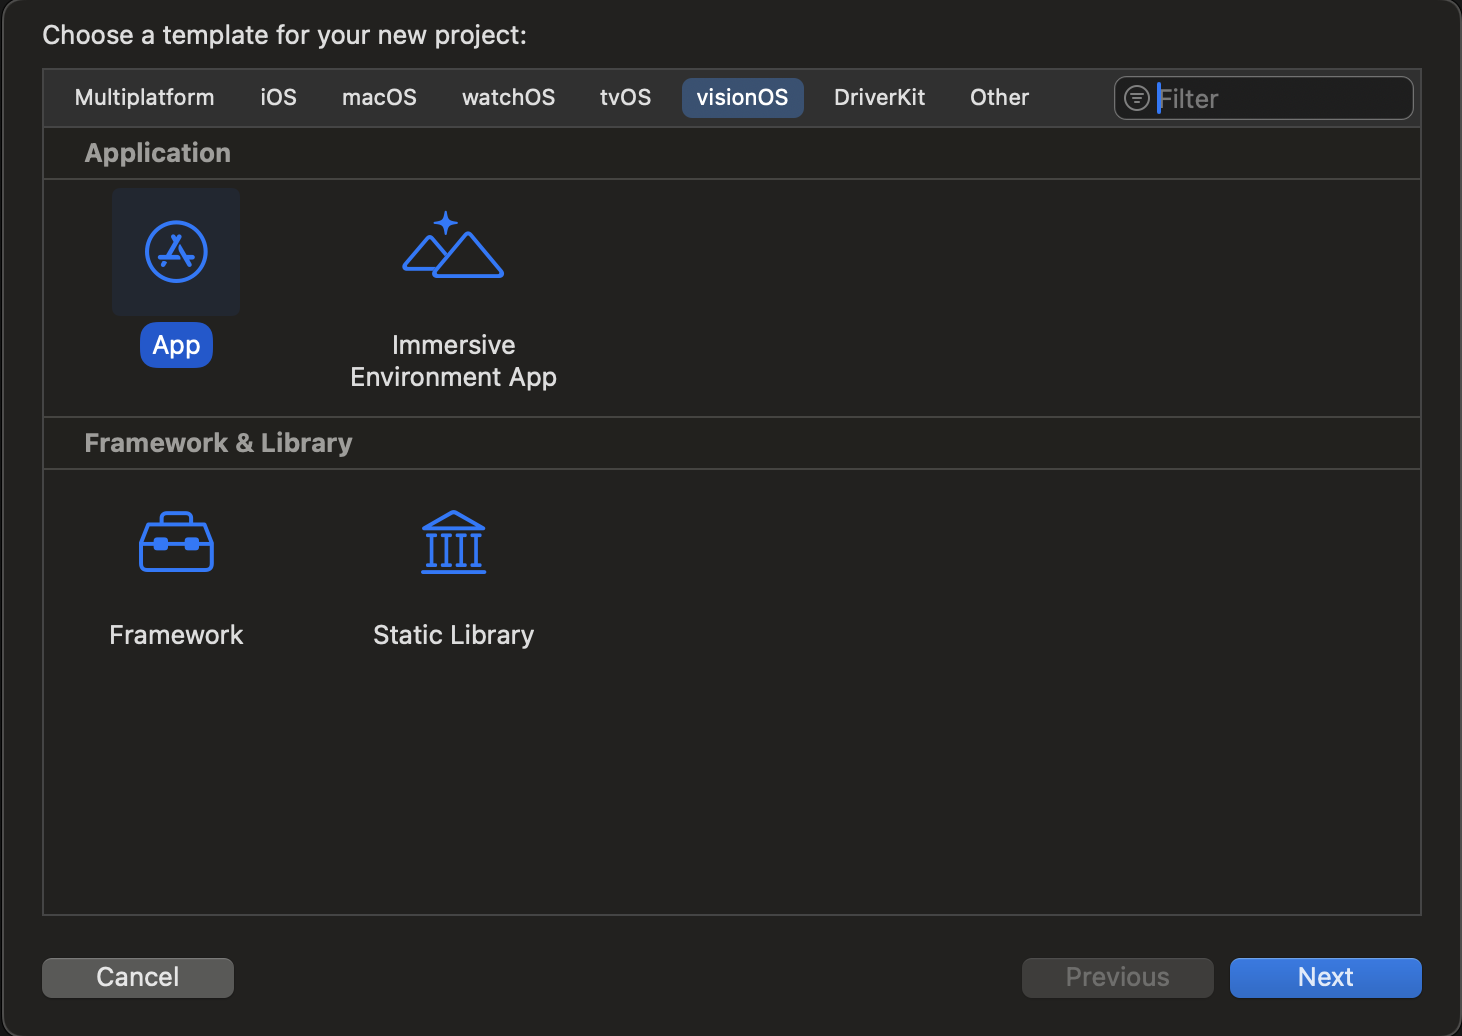 Choose a template for your new project:
Multiplatform iOS macOS watchOS tvOS visionOS DriverKit Other Filter
Application
App
Immersive
Environment App
Framework & Library
Framework Static Library
Cancel Previous Next